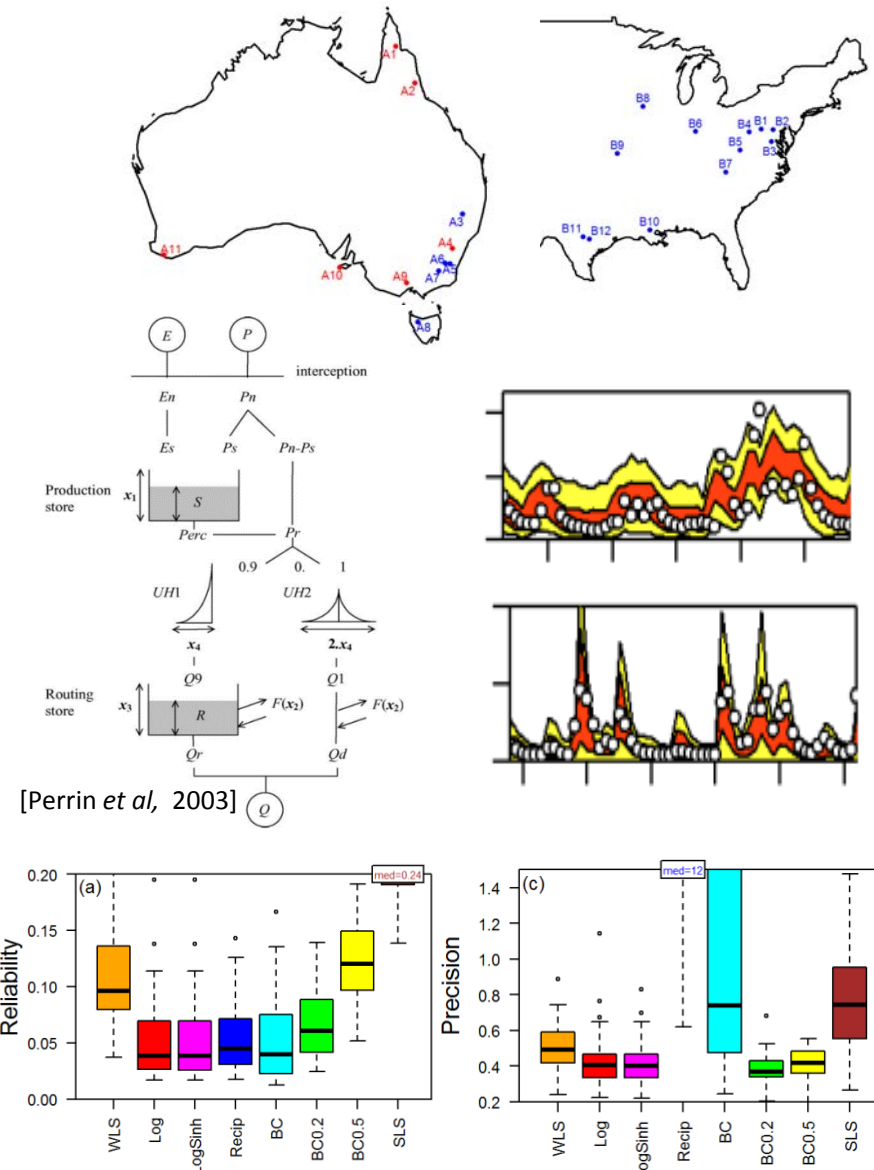 A1
A2
A3
A4
A11
A6
A5
A7
A10
A9
A8
B8
B6
B4
B1
B2
B5
B3
B9
B7
B11
B12
B10
E
P
interception
En
Pn
Es
Ps
Pn-Ps
Production
store
x1
S
Perc
Pr
0.9
0.
1
UH1
UH2
x4
2.x4
Q9
Q1
Routing
store
x3
R
F(x2)
F(x2)
Qr
Qd
[Perrin et al, 2003]
Q
(a)
med=0.24
Reliability
0.20
0.15
0.10
0.05
0.00
WLS
Log
LogSinh
Recip
BC
BC0.2
BC0.5
SLS
(c)
med=12
Precision
1.4
1.2
1.0
0.8
0.6
0.4
0.2
WLS
Log
LogSinh
Recip
BC
BC0.2
BC0.5
SLS